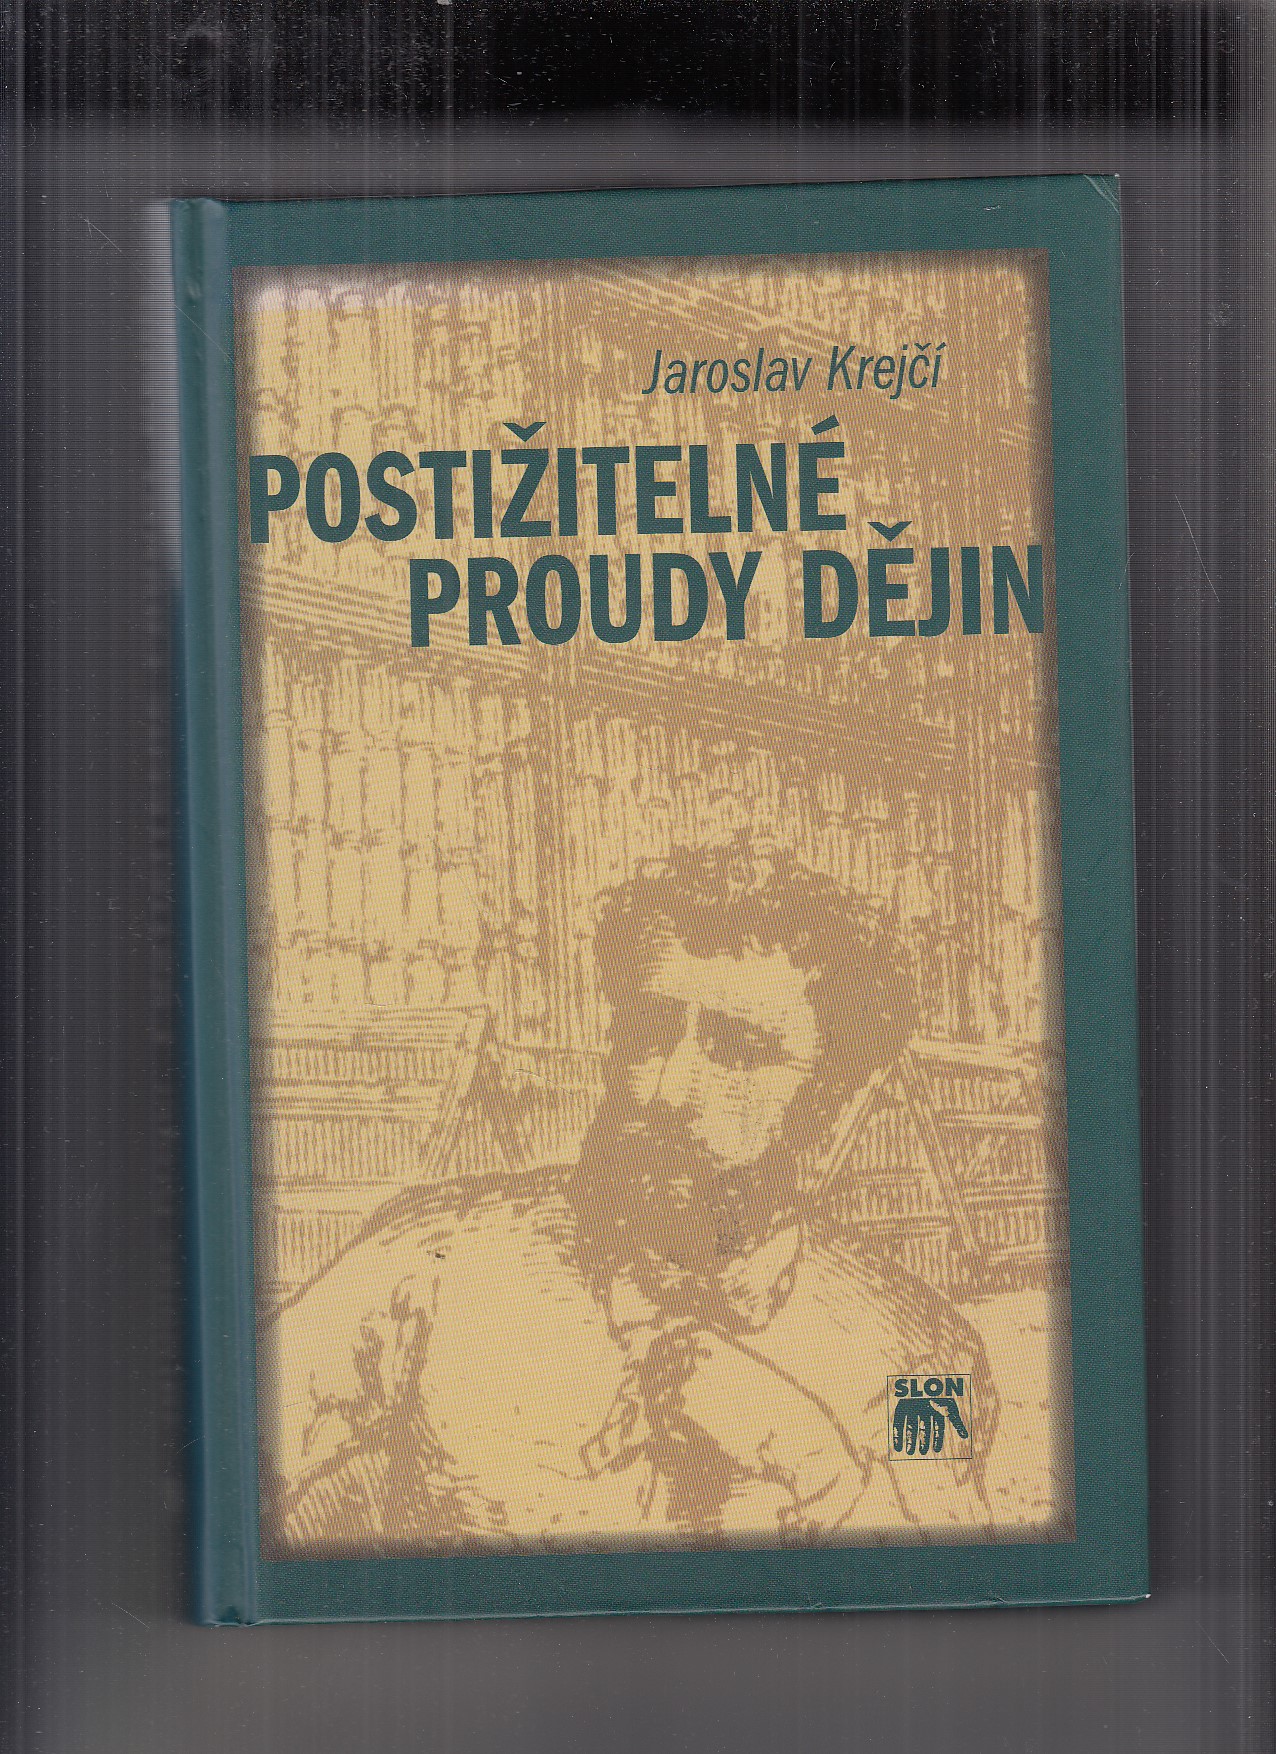 Jaroslav Krejčí
POSTIŽITELNÉ
PROUDY DĚJIN
SLON